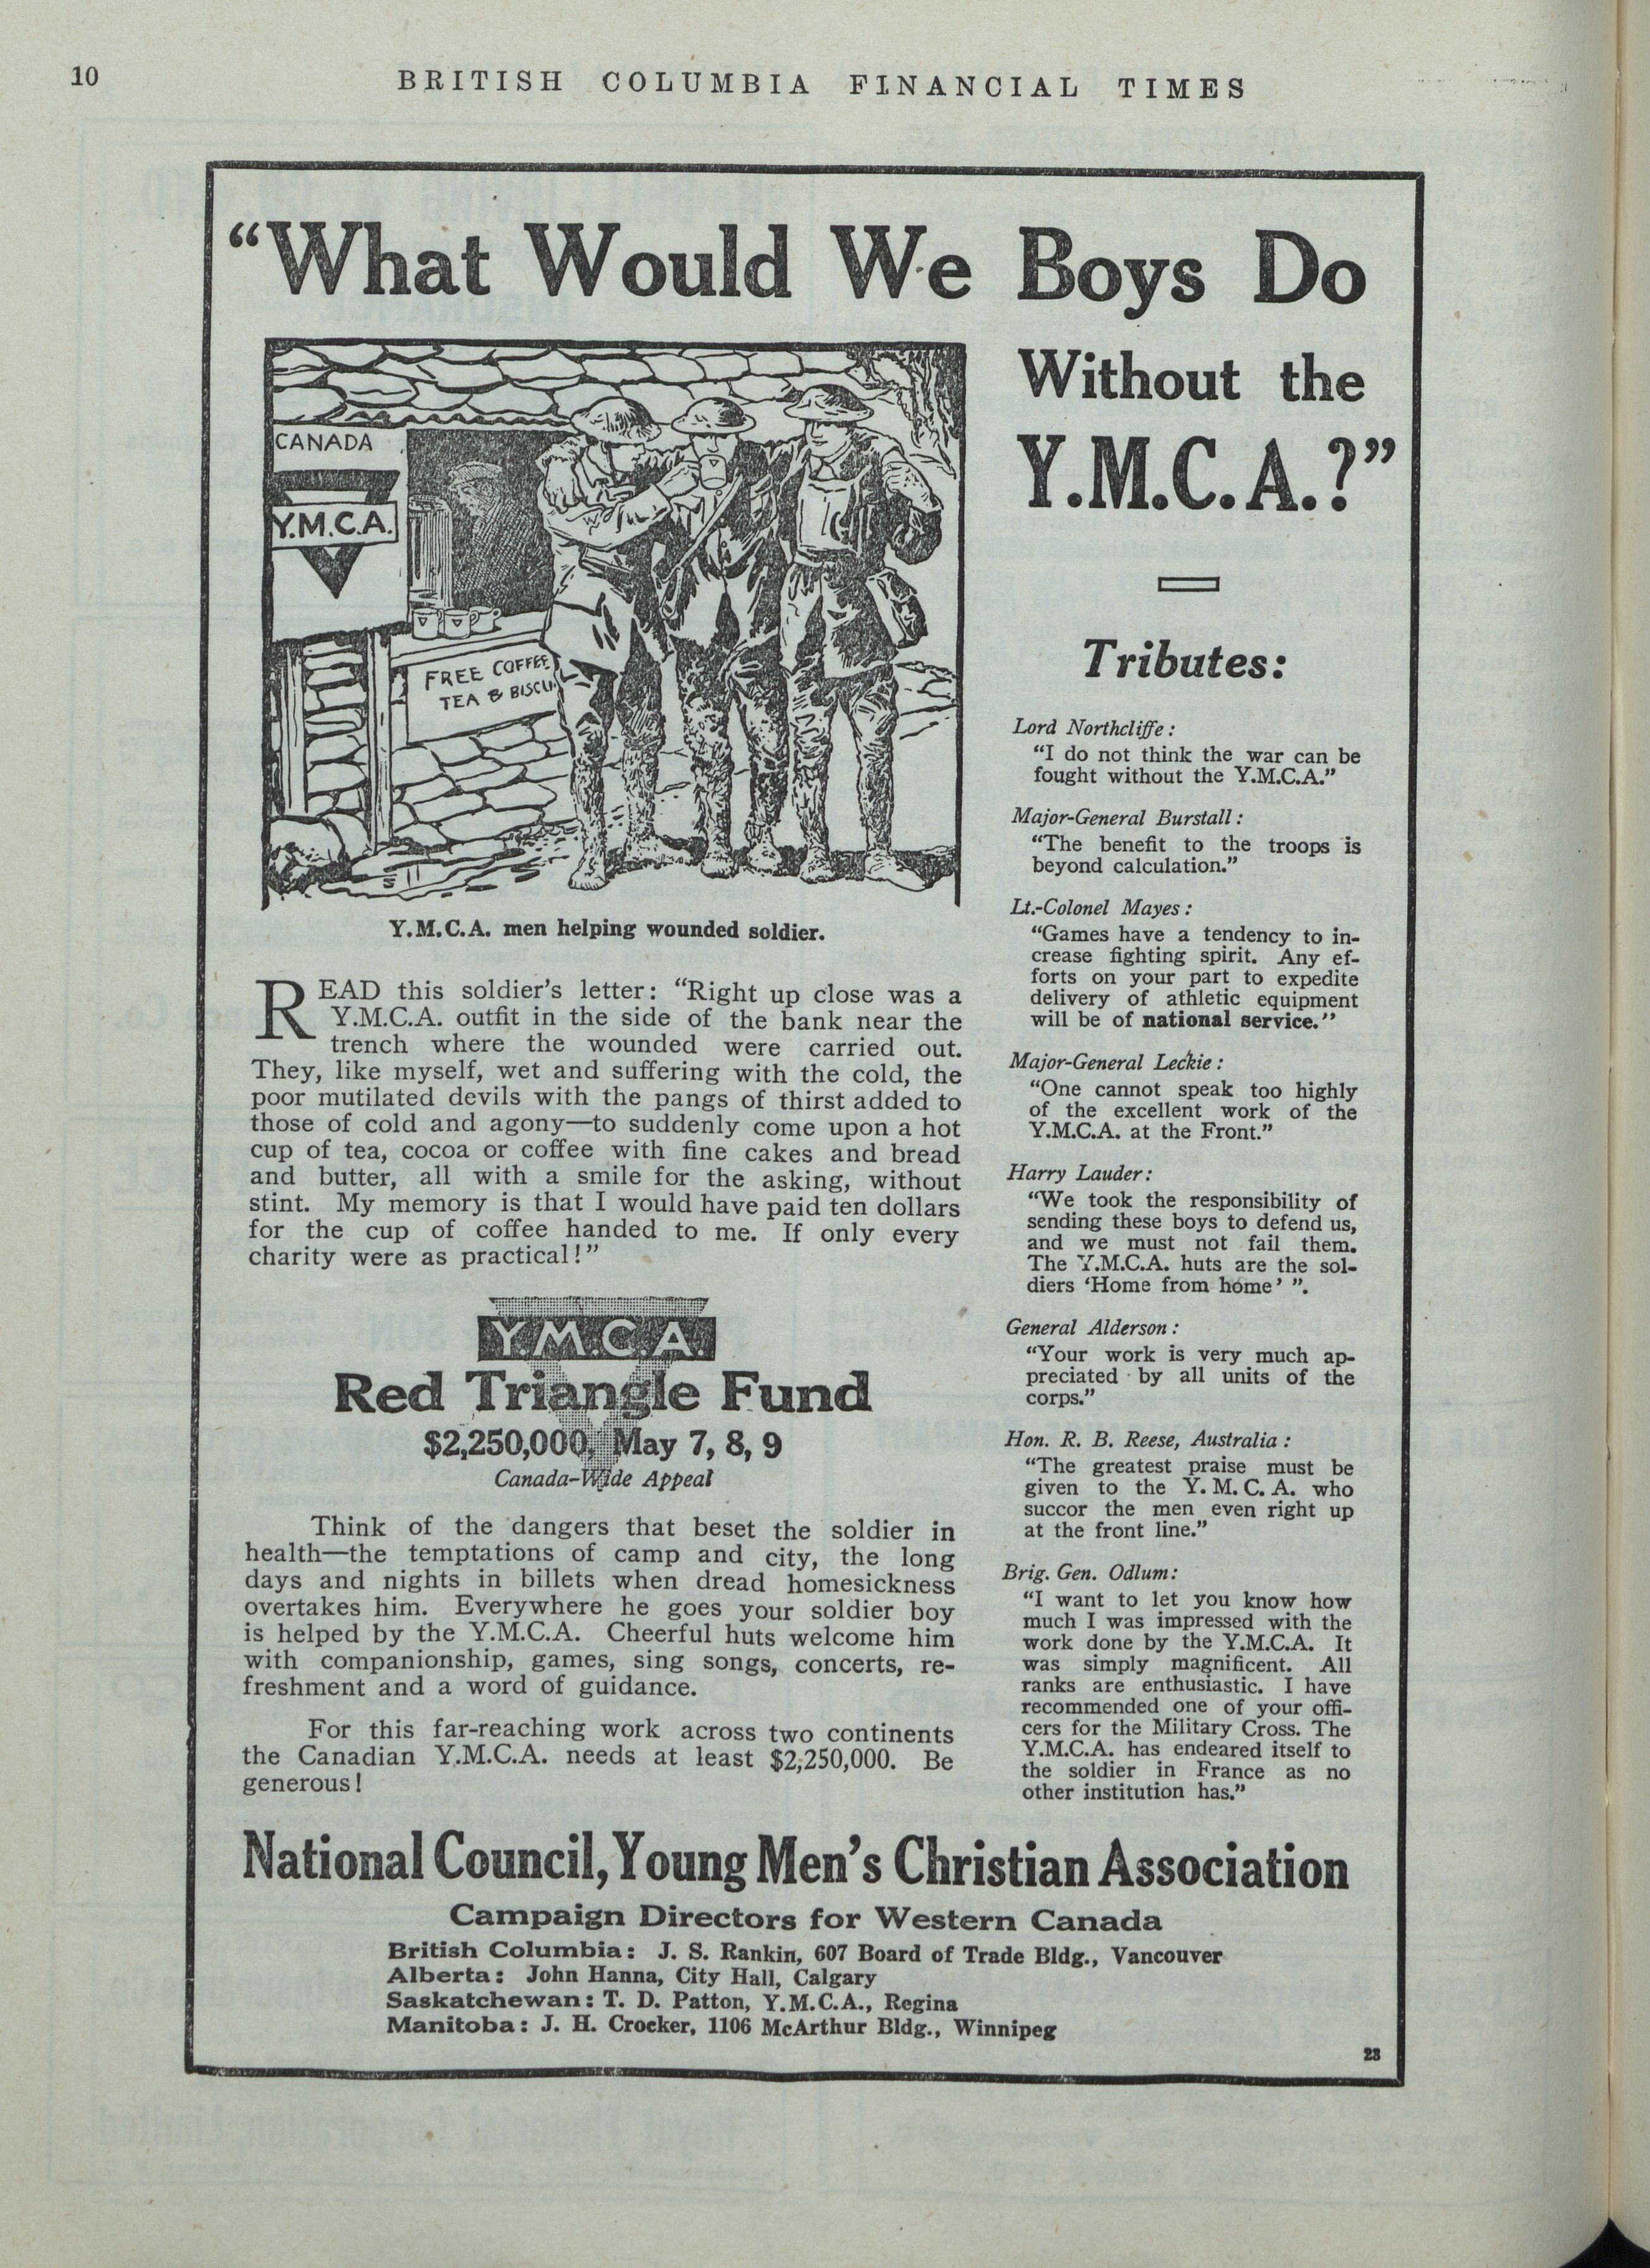 10
BRITISH COLUMBIA FINANCIAL TIMES
“What Would We Boys Do
Without the
Y.M.C.A.?”
CANADA
Y.M.C.A.
FREE COFFEE
TEA & BISCU
Y.M.C.A. men helping wounded soldier.
READ this soldier's letter: “Right up close was a
Y.M.C.A. outfit in the side of the bank near the
trench where the wounded were carried out.
They, like myself, wet and suffering with the cold, the
poor mutilated devils with the pangs of thirst added to
those of cold and agony—to suddenly come upon a hot
cup of tea, cocoa or coffee with fine cakes and bread
and butter, all with a smile for the asking, without
stint. My memory is that I would have paid ten dollars
for the cup of coffee handed to me. If only every
charity were as practical!”
Y.M.C.A.
Red Triangle Fund
$2,250,000, May 7, 8, 9
Canada-Wide Appeal
Think of the dangers that beset the soldier in
health—the temptations of camp and city, the long
days and nights in billets when dread homesickness
overtakes him. Everywhere he goes your soldier boy
is helped by the Y.M.C.A. Cheerful huts welcome him
with companionship, games, sing songs, concerts, re-
freshment and a word of guidance.
For this far-reaching work across two continents
the Canadian Y.M.C.A. needs at least $2,250,000. Be
generous!
Tributes:
Lord Northcliffe:
“I do not think the war can be
fought without the Y.M.C.A.”
Major-General Burstall:
“The benefit to the troops is
beyond calculation.”
Lt.-Colonel Mayes:
“Games have a tendency to in-
crease fighting spirit. Any ef-
forts on your part to expedite
delivery of athletic equipment
will be of national service.”
Major-General Leckie:
“One cannot speak too highly
of the excellent work of the
Y.M.C.A. at the Front.”
Harry Lauder:
“We took the responsibility of
sending these boys to defend us,
and we must not fail them.
The Y.M.C.A. huts are the sol-
diers ‘Home from home’ ”.
General Alderson:
“Your work is very much ap-
preciated by all units of the
corps.”
Hon. R. B. Reese, Australia:
“The greatest praise must be
given to the Y. M. C. A. who
succor the men even right up
at the front line.”
Brig. Gen. Odlum:
“I want to let you know how
much I was impressed with the
work done by the Y.M.C.A. It
was simply magnificent. All
ranks are enthusiastic. I have
recommended one of your offi-
cers for the Military Cross. The
Y.M.C.A. has endeared itself to
the soldier in France as no
other institution has.”
National Council, Young Men's Christian Association
Campaign Directors for Western Canada
British Columbia: J. S. Rankin, 607 Board of Trade Bldg., Vancouver
Alberta: John Hanna, City Hall, Calgary
Saskatchewan: T. D. Patton, Y.M.C.A., Regina
Manitoba: J. H. Crocker, 1106 McArthur Bldg., Winnipeg
23